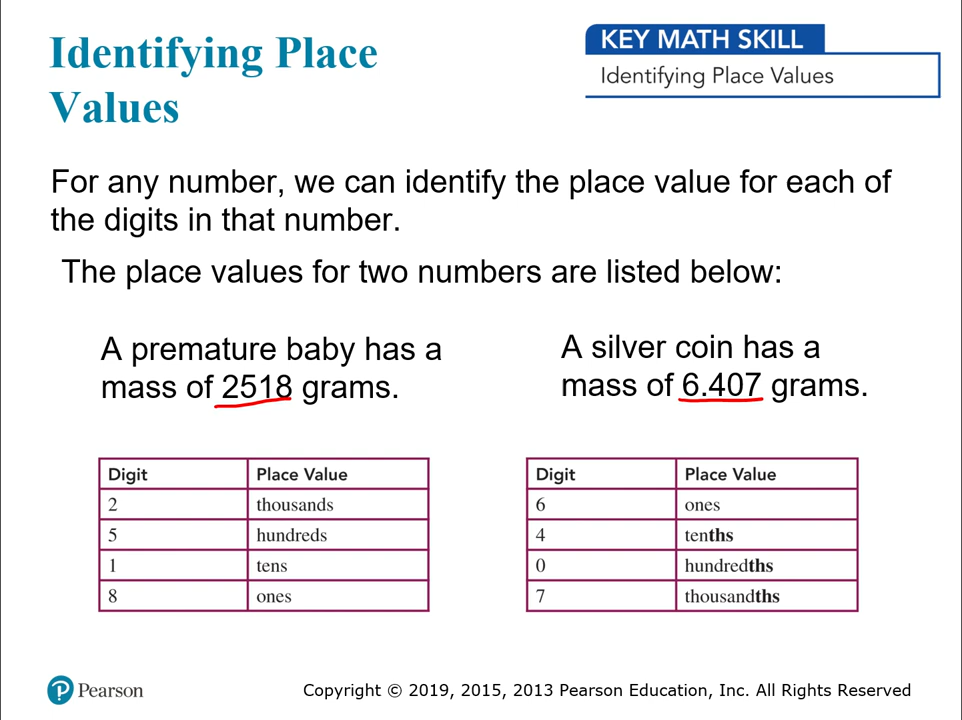 Identifying Place
Values
KEY MATH SKILL
Identifying Place Values
For any number, we can identify the place value for each of
the digits in that number.
The place values for two numbers are listed below:
A premature baby has a
mass of 2518 grams.
A silver coin has a
mass of 6.407 grams.
Digit Place Value
2 thousands
5 hundreds
1 tens
8 ones
Digit Place Value
6 ones
4 tenths
0 hundredths
7 thousandths
Pearson
Copyright © 2019, 2015, 2013 Pearson Education, Inc. All Rights Reserved